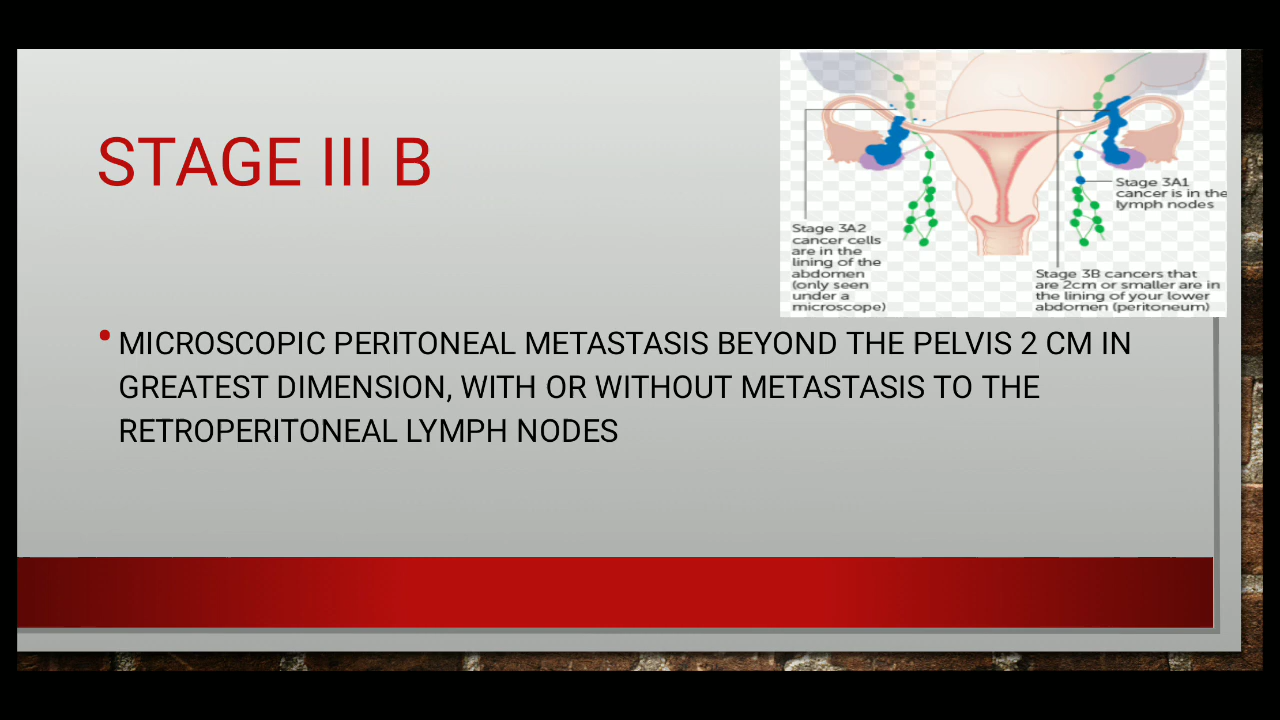 STAGE III B
Stage 3A1
cancer is in the
lymph nodes
Stage 3A2
cancer cells
are in the
lining of the
abdomen
(only seen
under a
microscope)
Stage 3B cancers that
are 2cm or smaller are in
the lining of your lower
abdomen (peritoneum)
• MICROSCOPIC PERITONEAL METASTASIS BEYOND THE PELVIS 2 CM IN
GREATEST DIMENSION, WITH OR WITHOUT METASTASIS TO THE
RETROPERITONEAL LYMPH NODES